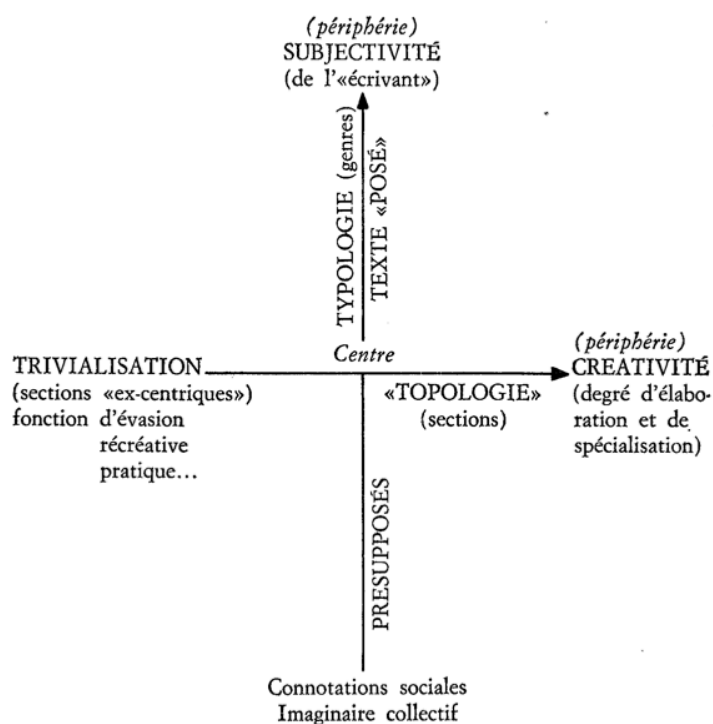 (périphérie)
SUBJECTIVITÉ
(de l'«écrivant»)
TYPOLOGIE (genres)
TEXTE «POSÉ»
Centre
TRIVIALISATION
(sections «ex-centriques»)
fonction d'évasion
récréative
pratique...
«TOPOLOGIE»
(sections)
(périphérie)
CREATIVITÉ
(degré d'élabo-
ration et de
spécialisation)
PRESUPPOSÉS
Connotations sociales
Imaginaire collectif